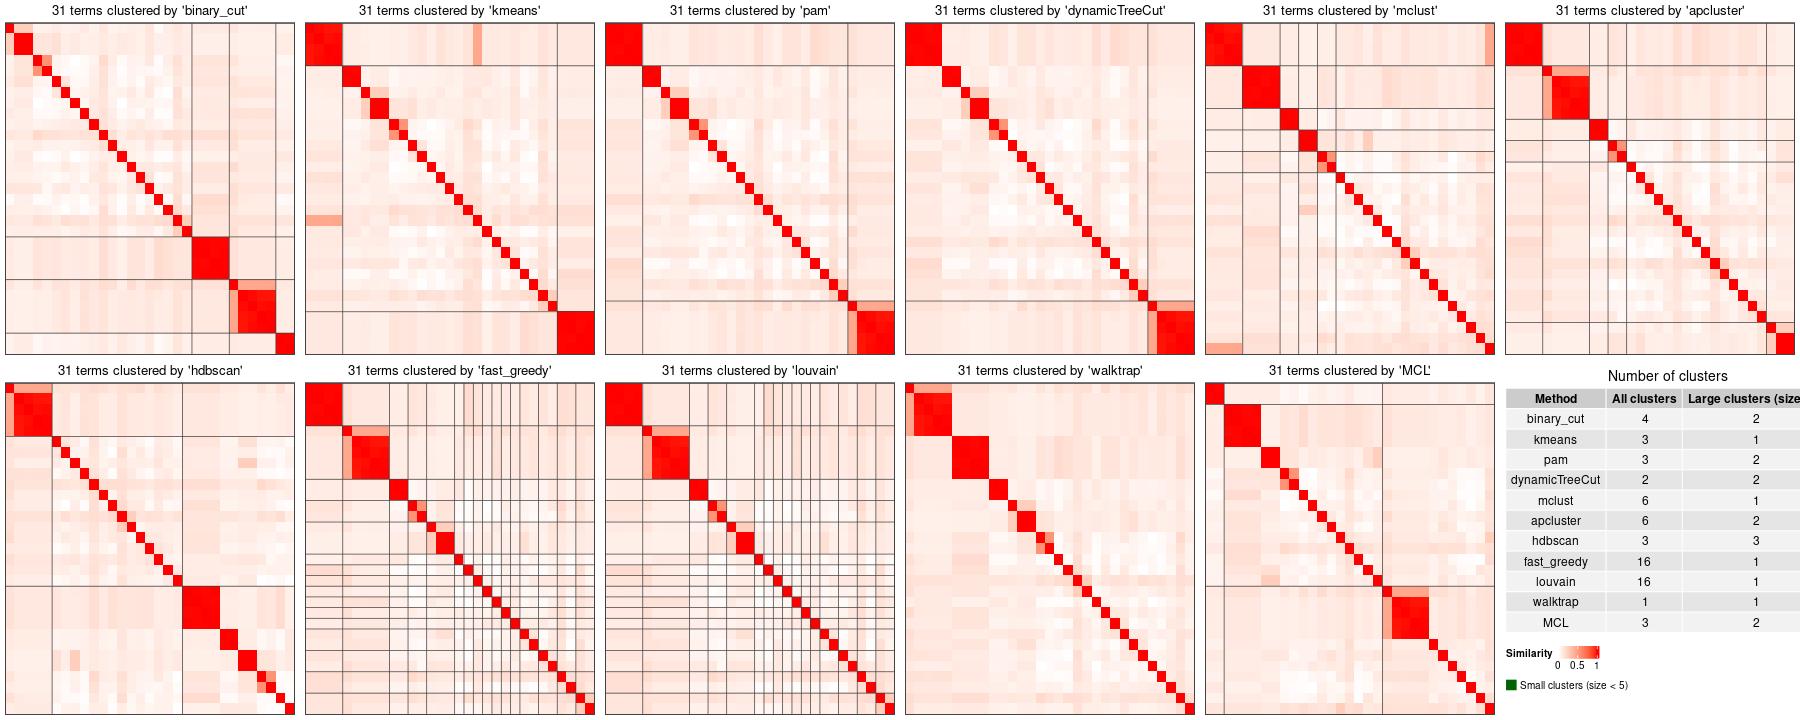 31 terms clustered by 'binary_cut'
31 terms clustered by 'kmeans'
31 terms clustered by 'pam'
31 terms clustered by 'dynamicTreeCut'
31 terms clustered by 'mclust'
31 terms clustered by 'apcluster'
31 terms clustered by 'hdbscan'
31 terms clustered by 'fast_greedy'
31 terms clustered by 'louvain'
31 terms clustered by 'walktrap'
31 terms clustered by 'MCL'
Number of clusters
Method All clusters Large clusters (size
binary_cut 4 2
kmeans 3 1
pam 3 2
dynamicTreeCut 2 2
mclust 6 1
apcluster 6 2
hdbscan 3 3
fast_greedy 16 1
louvain 16 1
walktrap 1 1
MCL 3 2
Similarity
0 0.5 1
Small clusters (size < 5)